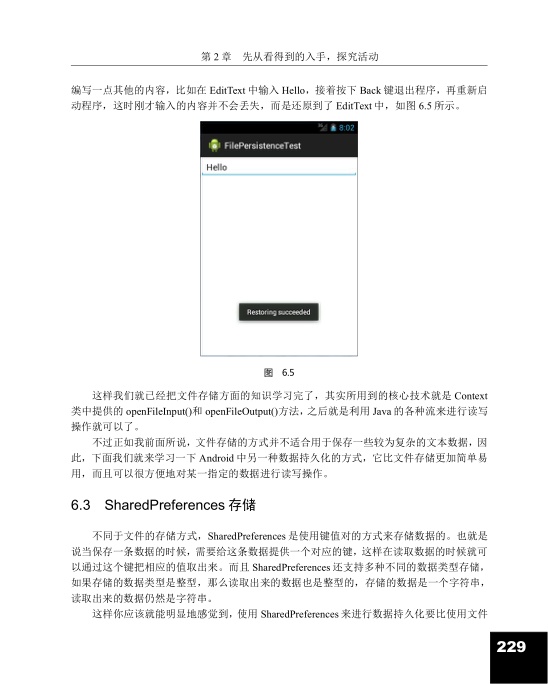 第 2 章 先从看得到的入手，探究活动
编写一点其他的内容，比如在 EditText 中输入 Hello，接着按下 Back 键退出程序，再重新启
动程序，这时刚才输入的内容并不会丢失，而是还原到了 EditText 中，如图 6.5 所示。
8:02
FilePersistenceTest
Hello
Restoring succeeded
图 6.5
这样我们就已经把文件存储方面的知识学习完了，其实所用到的核心技术就是 Context
类中提供的 openFileInput()和 openFileOutput()方法，之后就是利用 Java 的各种流来进行读写
操作就可以了。
不过正如我前面所说，文件存储的方式并不适合用于保存一些较为复杂的文本数据，因
此，下面我们就来学习一下 Android 中另一种数据持久化的方式，它比文件存储更加简单易
用，而且可以很方便地对某一指定的数据进行读写操作。
6.3 SharedPreferences 存储
不同于文件的存储方式，SharedPreferences 是使用键值对的方式来存储数据的。也就是
说当保存一条数据的时候，需要给这条数据提供一个对应的键，这样在读取数据的时候就可
以通过这个键把相应的值取出来。而且 SharedPreferences 还支持多种不同的数据类型存储，
如果存储的数据类型是整型，那么读取出来的数据也是整型的，存储的数据是一个字符串，
读取出来的数据仍然是字符串。
这样你应该就能明显地感觉到，使用 SharedPreferences 来进行数据持久化要比使用文件
229